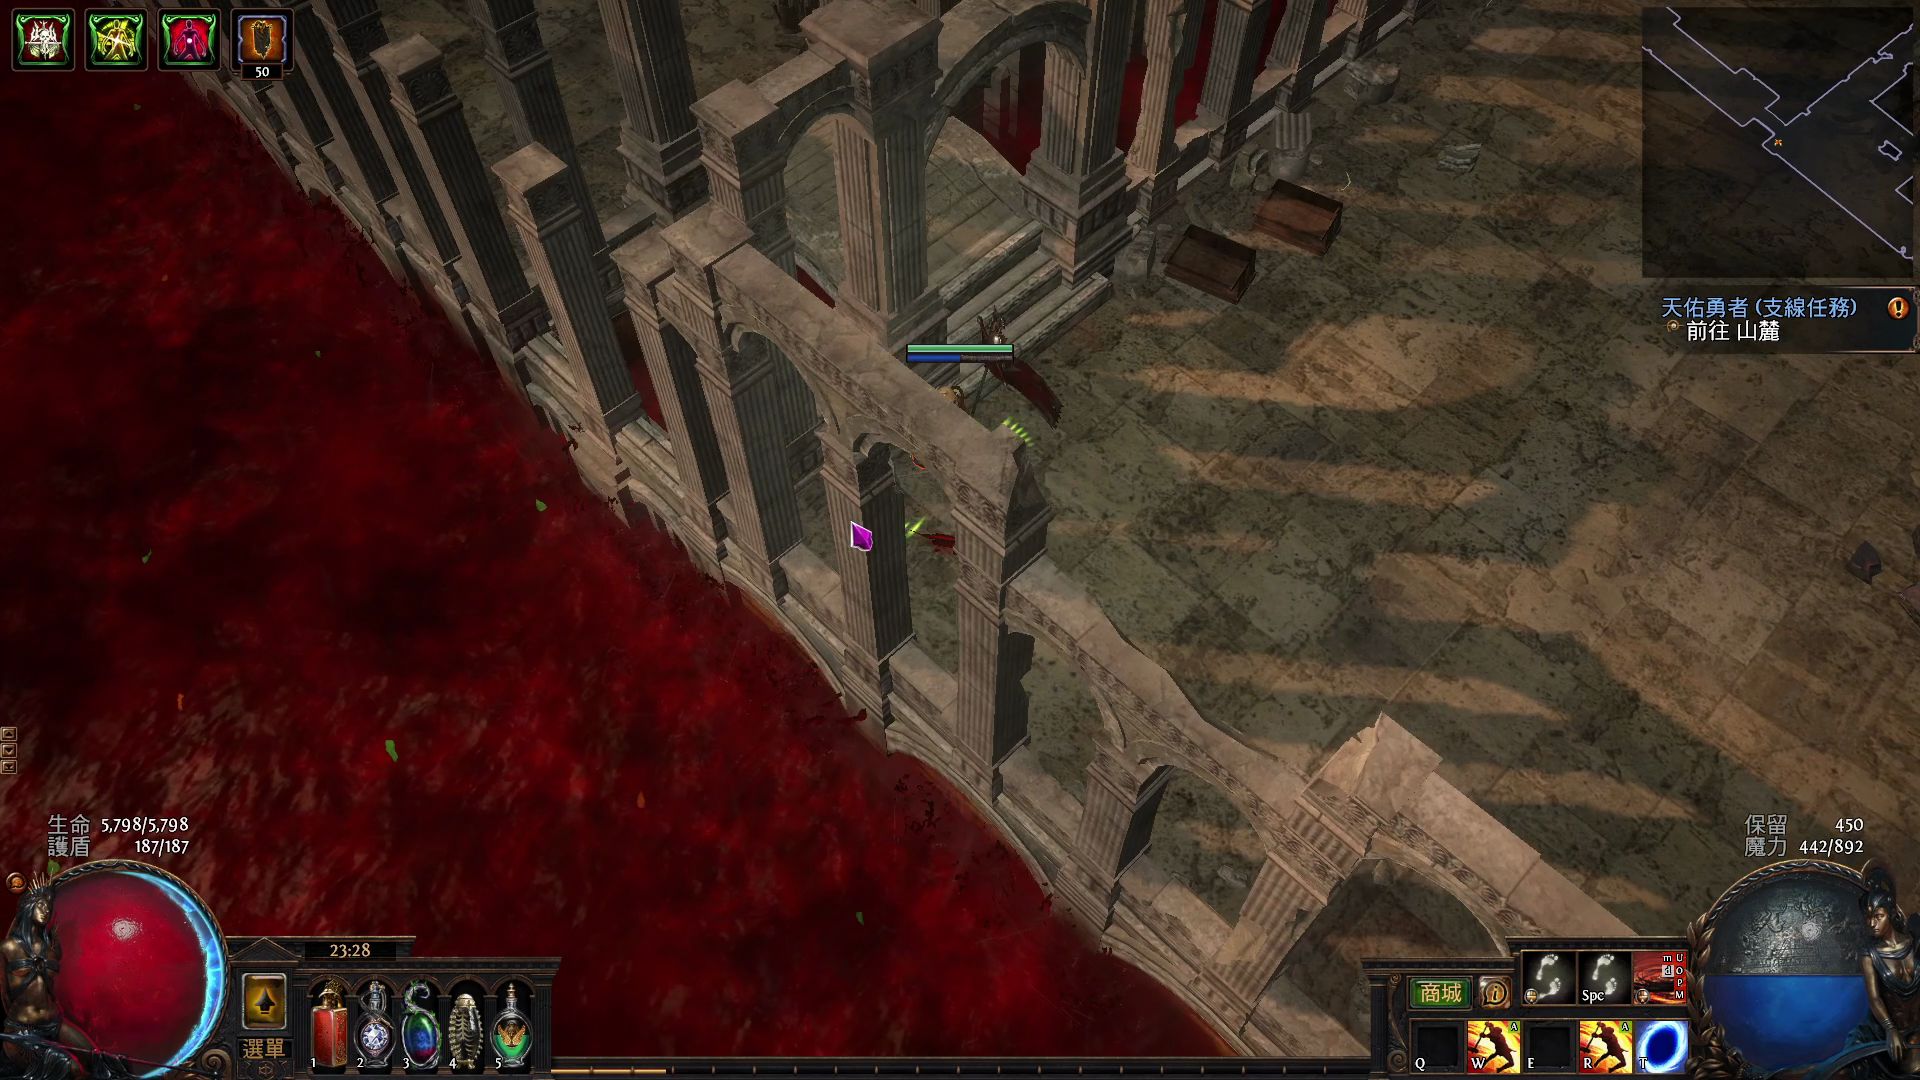 50
天佑勇者 (支線任務)
前往 山麓
生命 5,798/5,798
護盾 187/187
保留 450
魔力 442/892
23:28
選單
1
2
3
4
5
商城
Spc
m U
d O
P
M
Q
W A
E
R A
T